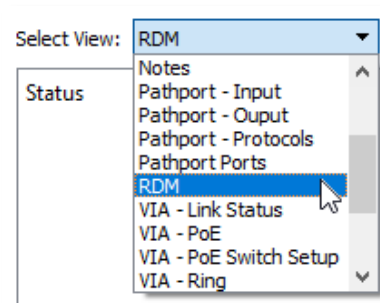 Select View: RDM
Status
Notes
Pathport - Input
Pathport - Ouput
Pathport - Protocols
Pathport Ports
RDM
VIA - Link Status
VIA - PoE
VIA - PoE Switch Setup
VIA - Ring